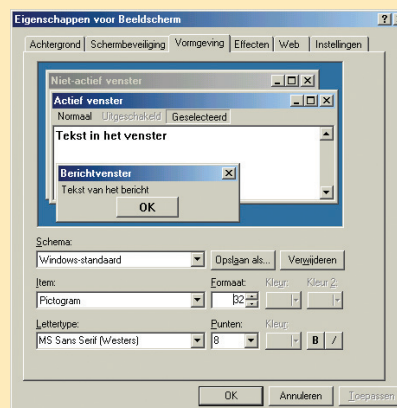 Eigenschappen voor Beeldscherm
Achtergrond Schermbeveiliging Vormgeving Effecten Web Instellingen
Niet-actief venster
Actief venster
Normaal Uitgeschakeld Geselecteerd
Tekst in het venster
Berichtvenster
Tekst van het bericht
OK
Schema:
Windows-standaard Opslaan als... Verwijderen
Item: Formaat: Kleur: Kleur 2:
Pictogram 32
Lettertype: Punten: Kleur:
MS Sans Serif (Westers) 8 B /
OK Annuleren Toepassen